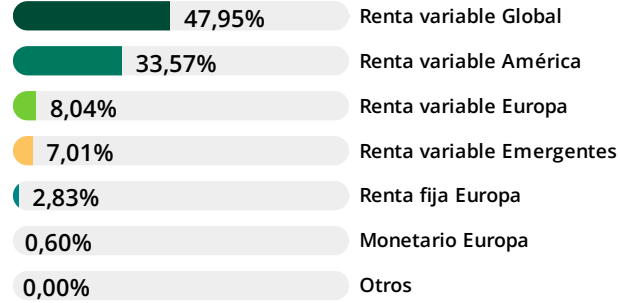 47,95% Renta variable Global
33,57% Renta variable América
8,04% Renta variable Europa
7,01% Renta variable Emergentes
2,83% Renta fija Europa
0,60% Monetario Europa
0,00% Otros